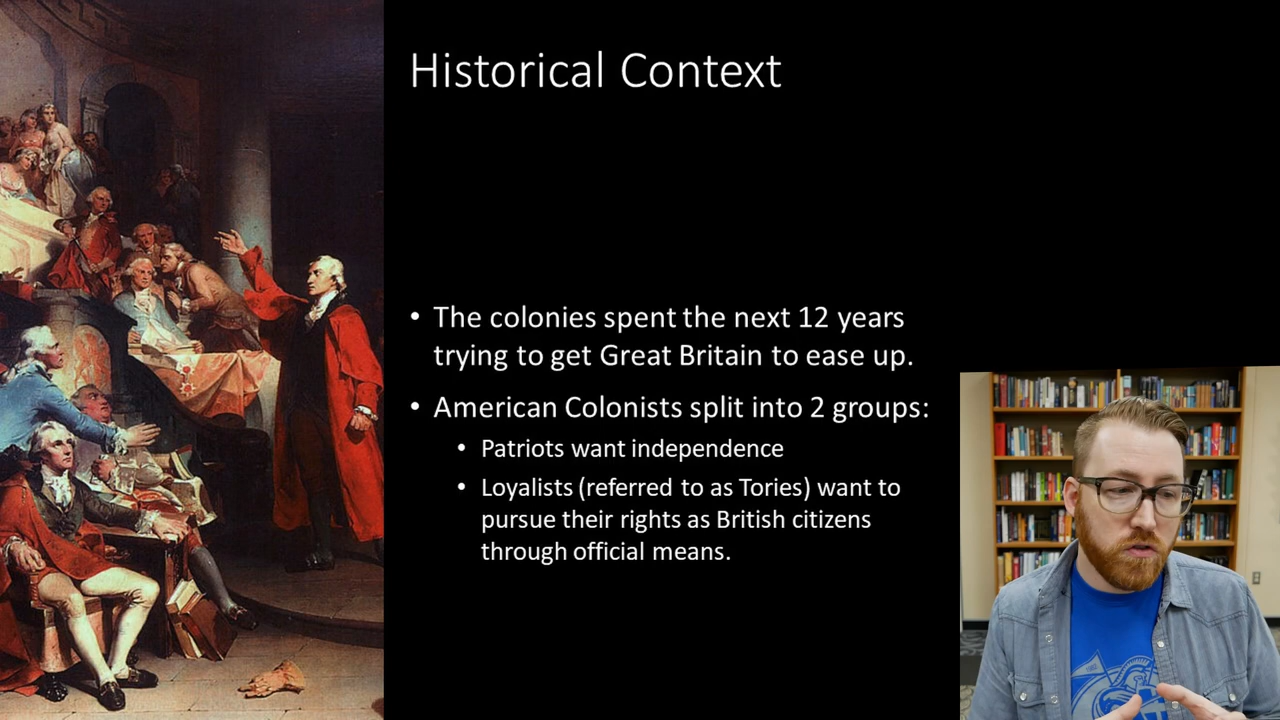 Historical Context
• The colonies spent the next 12 years
trying to get Great Britain to ease up.
• American Colonists split into 2 groups:
• Patriots want independence
• Loyalists (referred to as Tories) want to
pursue their rights as British citizens
through official means.